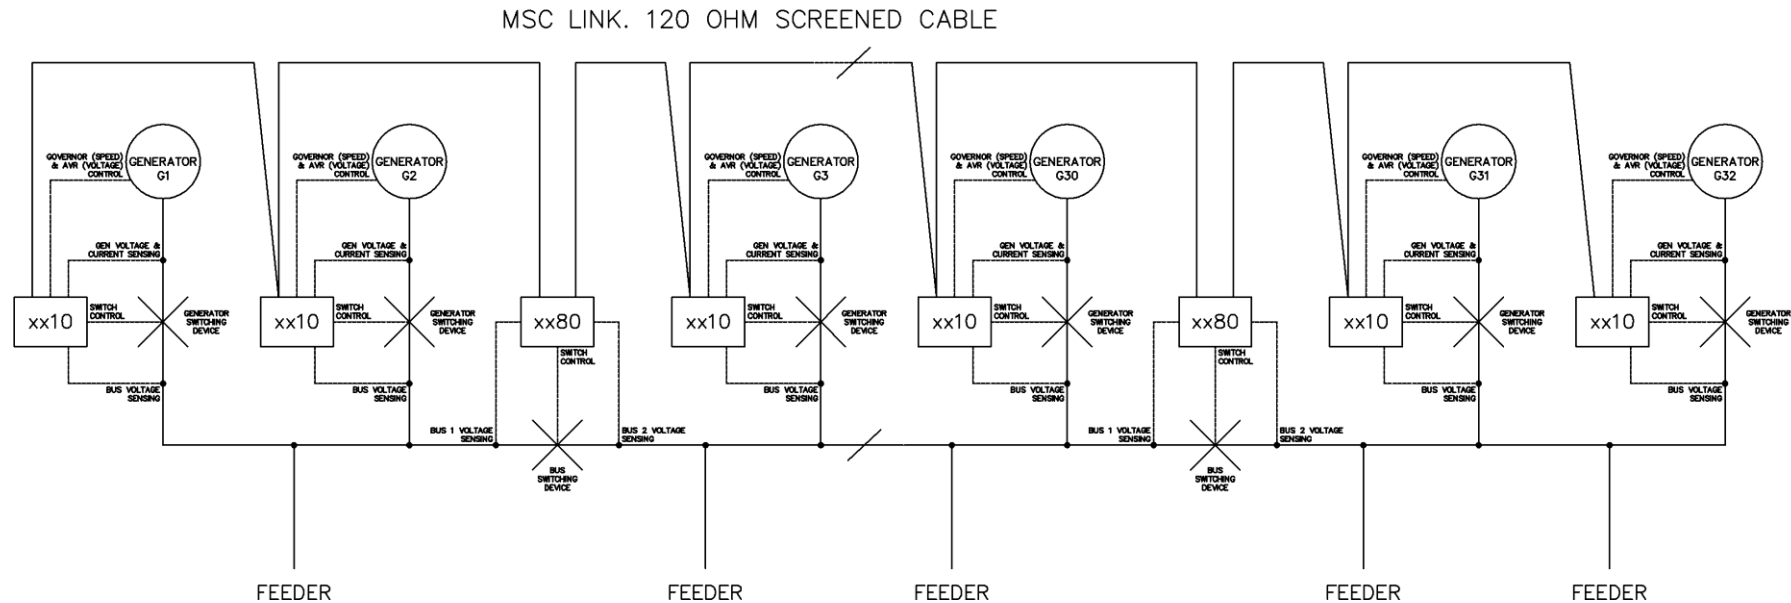 MSC LINK. 120 OHM SCREENED CABLE
GOVERNOR (SPEED)
& AVR (VOLTAGE)
CONTROL
GENERATOR
G1
GEN VOLTAGE &
CURRENT SENSING
xx10
SWITCH
CONTROL
GENERATOR
SWITCHING
DEVICE
BUS VOLTAGE
SENSING
GOVERNOR (SPEED)
& AVR (VOLTAGE)
CONTROL
GENERATOR
G2
GEN VOLTAGE &
CURRENT SENSING
xx10
SWITCH
CONTROL
GENERATOR
SWITCHING
DEVICE
BUS VOLTAGE
SENSING
xx80
SWITCH
CONTROL
BUS 1 VOLTAGE
SENSING
BUS 2 VOLTAGE
SENSING
BUS
SWITCHING
DEVICE
GOVERNOR (SPEED)
& AVR (VOLTAGE)
CONTROL
GENERATOR
G3
GEN VOLTAGE &
CURRENT SENSING
xx10
SWITCH
CONTROL
GENERATOR
SWITCHING
DEVICE
BUS VOLTAGE
SENSING
GOVERNOR (SPEED)
& AVR (VOLTAGE)
CONTROL
GENERATOR
G30
GEN VOLTAGE &
CURRENT SENSING
xx10
SWITCH
CONTROL
GENERATOR
SWITCHING
DEVICE
BUS VOLTAGE
SENSING
xx80
SWITCH
CONTROL
BUS 1 VOLTAGE
SENSING
BUS 2 VOLTAGE
SENSING
BUS
SWITCHING
DEVICE
GOVERNOR (SPEED)
& AVR (VOLTAGE)
CONTROL
GENERATOR
G31
GEN VOLTAGE &
CURRENT SENSING
xx10
SWITCH
CONTROL
GENERATOR
SWITCHING
DEVICE
BUS VOLTAGE
SENSING
GOVERNOR (SPEED)
& AVR (VOLTAGE)
CONTROL
GENERATOR
G32
GEN VOLTAGE &
CURRENT SENSING
xx10
SWITCH
CONTROL
GENERATOR
SWITCHING
DEVICE
BUS VOLTAGE
SENSING
FEEDER
FEEDER
FEEDER
FEEDER
FEEDER